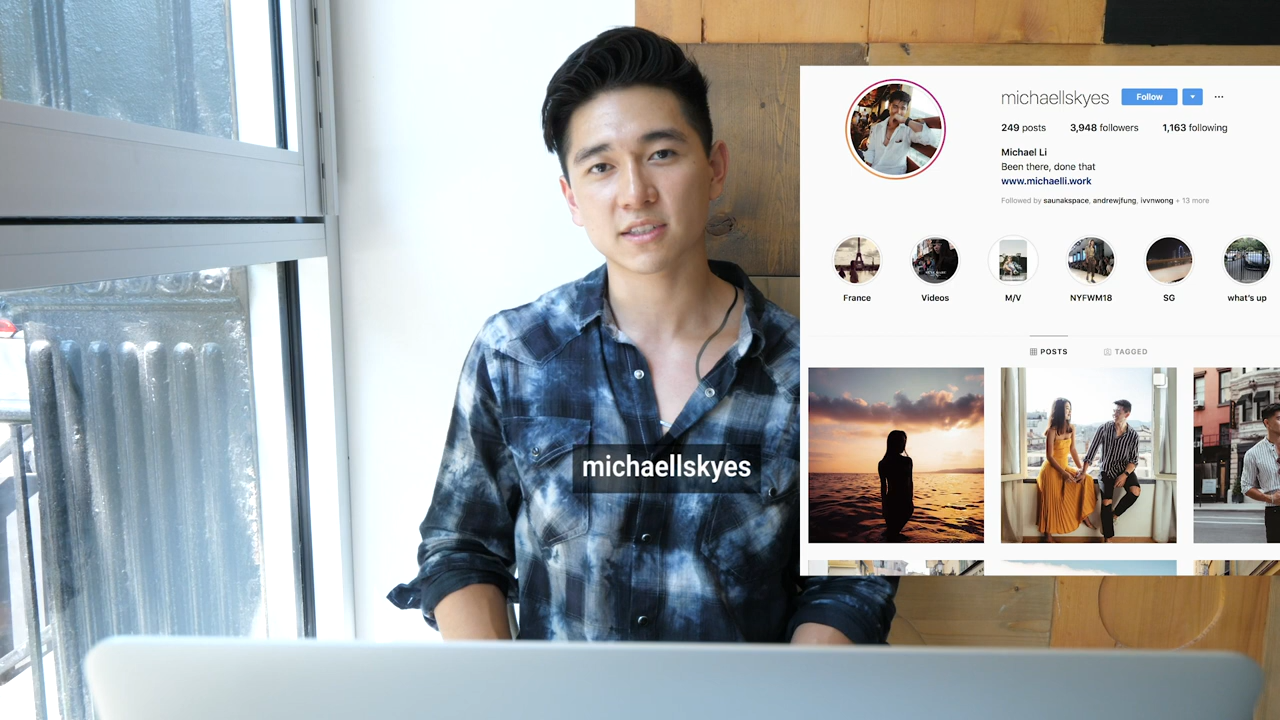 michaellskyes Follow ...
249 posts 3,948 followers 1,163 following
Michael Li
Been there, done that
www.michaelli.work
Followed by saunakspace, andrewjfung, ivvnwong + 13 more
France Videos M/V NYFWM18 SG what's up
POSTS TAGGED
michaellskyes